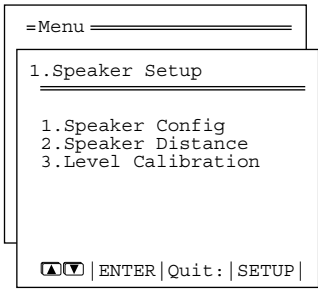 =Menu
1.Speaker Setup
1.Speaker Config
2.Speaker Distance
3.Level Calibration
▲▼|ENTER|Quit:|SETUP|